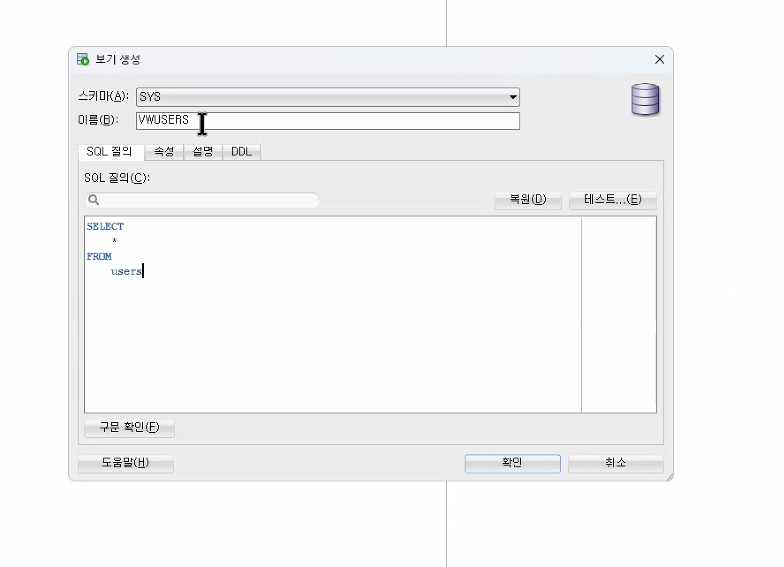 보기 생성
스키마(A): SYS
이름(B): VWUSERS
SQL 질의 속성 설명 DDL
SQL 질의(C):
복원(D) 테스트...(E)
SELECT
*
FROM
users
구문 확인(F)
도움말(H) 확인 취소